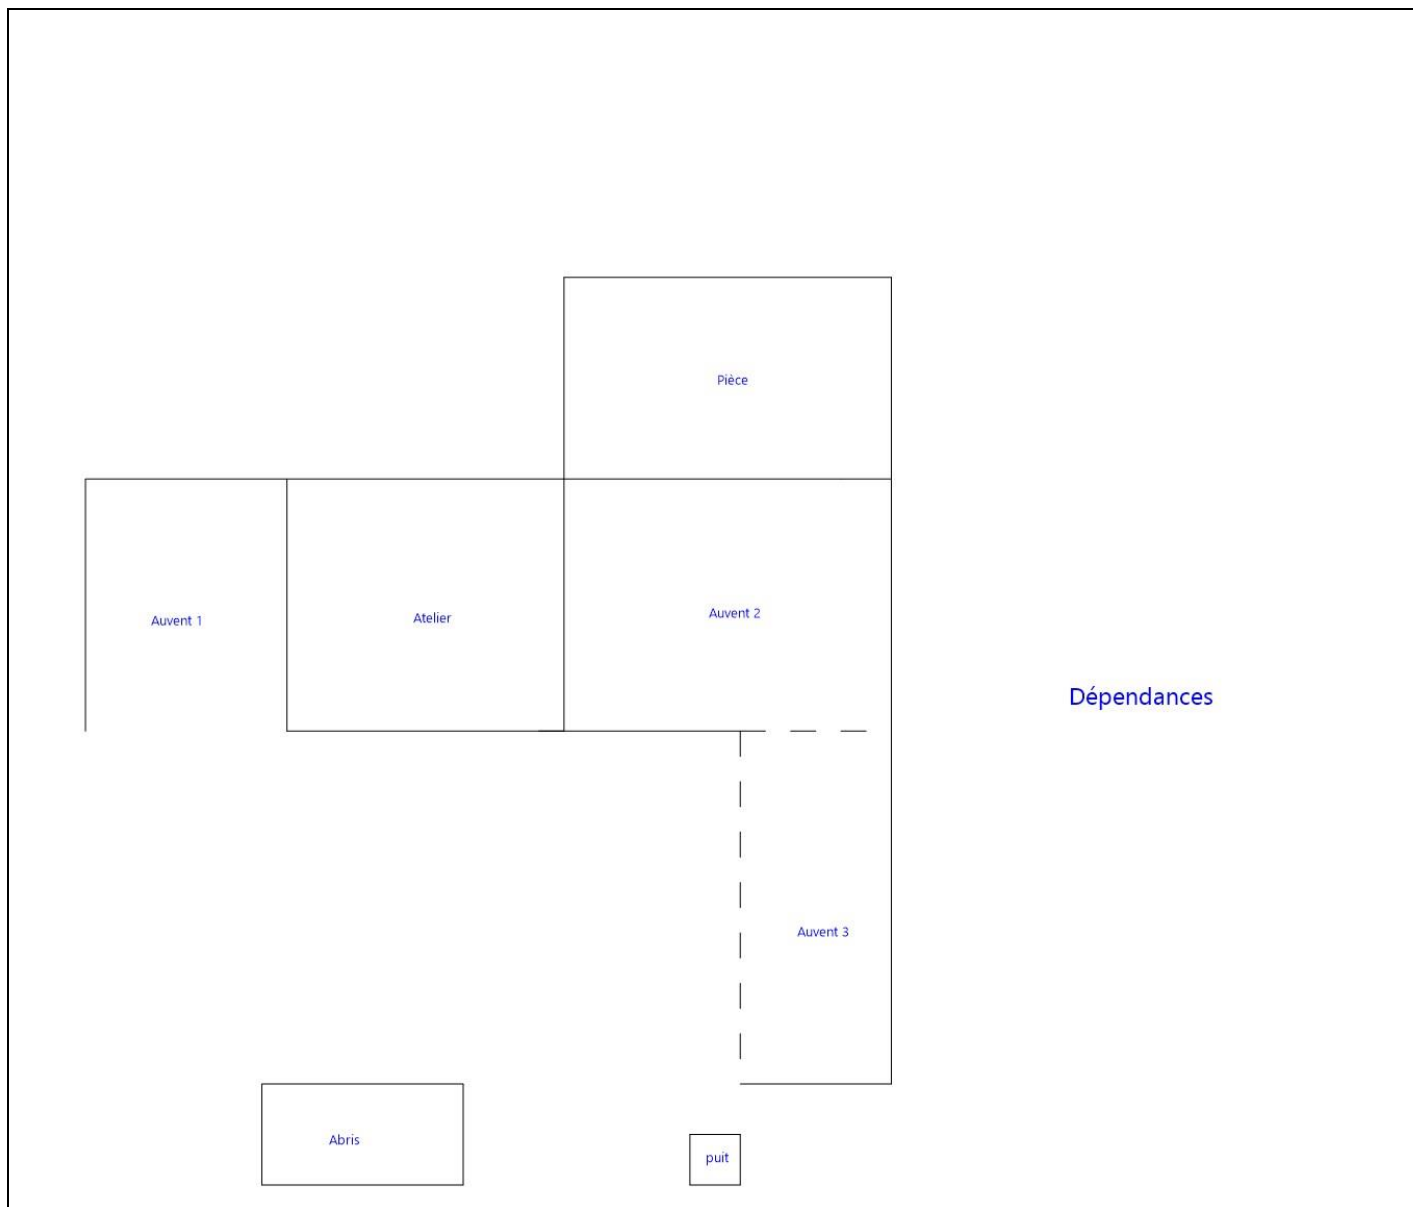 Pièce
Auvent 1
Atelier
Auvent 2
Dépendances
Auvent 3
Abris
puit